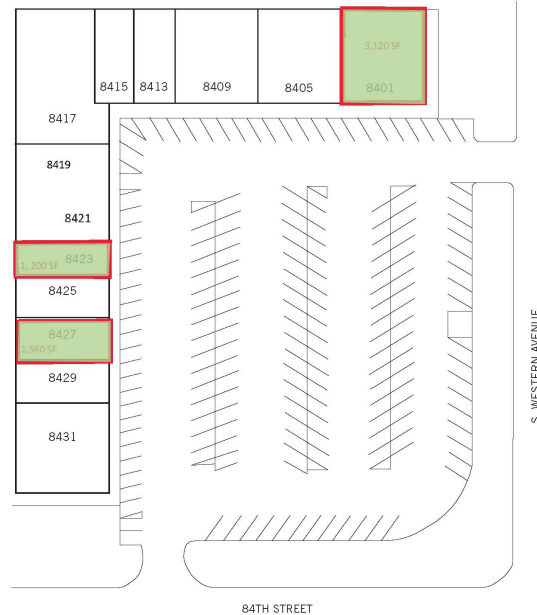 3,120 SF
8415
8413
8409
8405
8401
8417
8419
8421
8423
1, 200 SF
8425
8427
1,560 SF
8429
8431
S. WESTERN AVENUE
84TH STREET